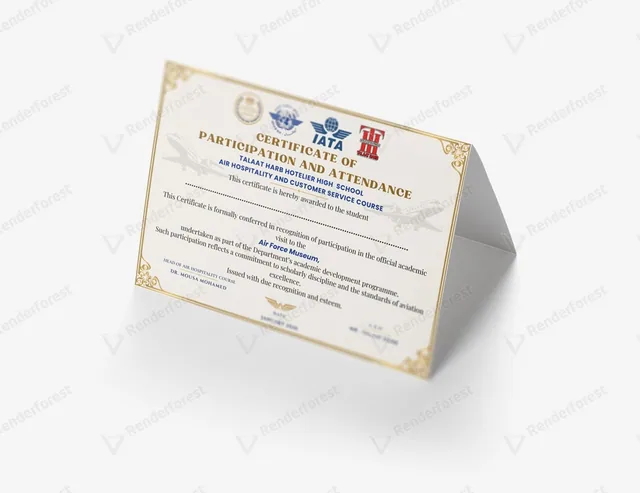 IATA
CERTIFICATE OF
PARTICIPATION AND ATTENDANCE
TALAAT HARB HOTELIER HIGH SCHOOL
AIR HOSPITALITY AND CUSTOMER SERVICE COURSE
This certificate is hereby awarded to the student
This Certificate is formally conferred in recognition of participation in the official academic
visit to the
Air Force Museum,
undertaken as part of the Department's academic development programme.
Such participation reflects a commitment to scholarly discipline and the standards of aviation
excellence.
Issued with due recognition and esteem.
HEAD OF AIR HOSPITALITY COURSE
DR. MOUSA MOHAMED
DATE
JANUARY 2026
Renderforest